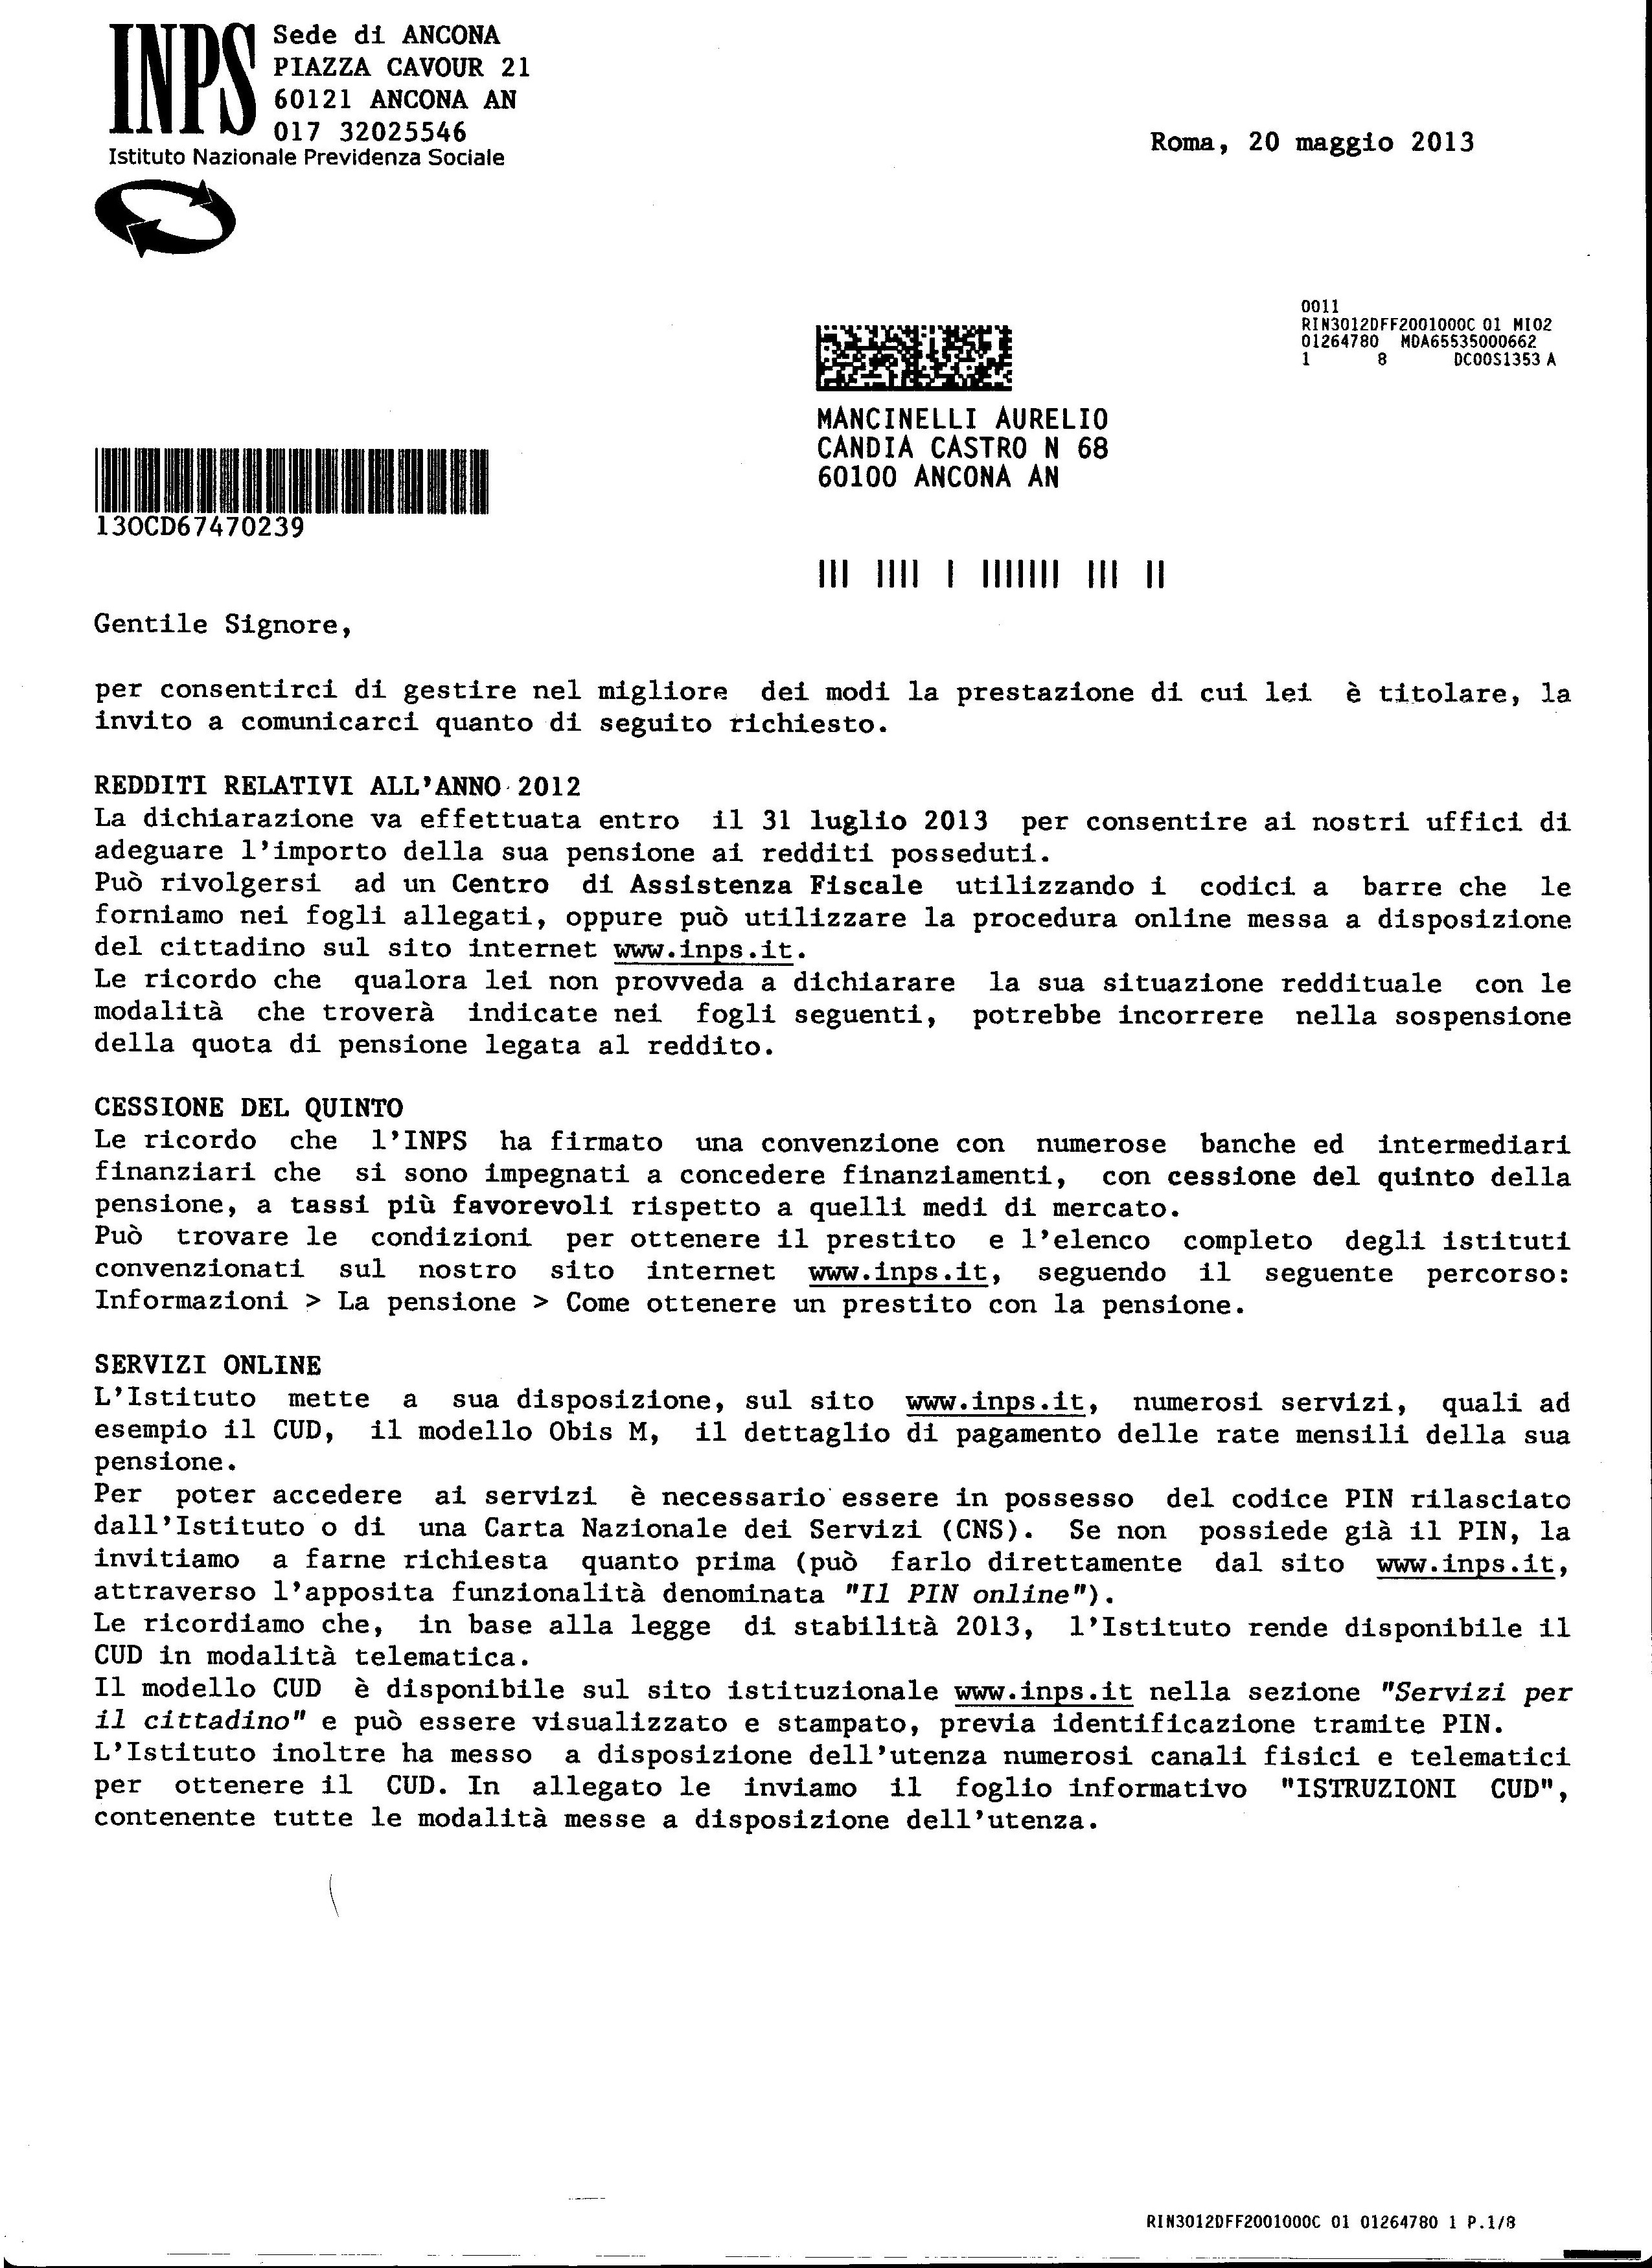 INPS
Sede di ANCONA
PIAZZA CAVOUR 21
60121 ANCONA AN
017 32025546
Istituto Nazionale Previdenza Sociale
Roma, 20 maggio 2013
0011
RIN3012DFF2001000C 01 MI02
01264780 MDA65535000662
1 8 DC00S1353 A
MANCINELLI AURELIO
CANDIA CASTRO N 68
60100 ANCONA AN
130CD67470239
Gentile Signore,
per consentirci di gestire nel migliore dei modi la prestazione di cui lei è titolare, la
invito a comunicarci quanto di seguito richiesto.
REDDITI RELATIVI ALL'ANNO 2012
La dichiarazione va effettuata entro il 31 luglio 2013 per consentire ai nostri uffici di
adeguare l'importo della sua pensione ai redditi posseduti.
Può rivolgersi ad un Centro di Assistenza Fiscale utilizzando i codici a barre che le
forniamo nei fogli allegati, oppure può utilizzare la procedura online messa a disposizione
del cittadino sul sito internet www.inps.it.
Le ricordo che qualora lei non provveda a dichiarare la sua situazione reddituale con le
modalità che troverà indicate nei fogli seguenti, potrebbe incorrere nella sospensione
della quota di pensione legata al reddito.
CESSIONE DEL QUINTO
Le ricordo che l'INPS ha firmato una convenzione con numerose banche ed intermediari
finanziari che si sono impegnati a concedere finanziamenti, con cessione del quinto della
pensione, a tassi più favorevoli rispetto a quelli medi di mercato.
Può trovare le condizioni per ottenere il prestito e l'elenco completo degli istituti
convenzionati sul nostro sito internet www.inps.it, seguendo il seguente percorso:
Informazioni > La pensione > Come ottenere un prestito con la pensione.
SERVIZI ONLINE
L'Istituto mette a sua disposizione, sul sito www.inps.it, numerosi servizi, quali ad
esempio il CUD, il modello Obis M, il dettaglio di pagamento delle rate mensili della sua
pensione.
Per poter accedere ai servizi è necessario essere in possesso del codice PIN rilasciato
dall'Istituto o di una Carta Nazionale dei Servizi (CNS). Se non possiede già il PIN, la
invitiamo a farne richiesta quanto prima (può farlo direttamente dal sito www.inps.it,
attraverso l'apposita funzionalità denominata "Il PIN online").
Le ricordiamo che, in base alla legge di stabilità 2013, l'Istituto rende disponibile il
CUD in modalità telematica.
Il modello CUD è disponibile sul sito istituzionale www.inps.it nella sezione "Servizi per
il cittadino" e può essere visualizzato e stampato, previa identificazione tramite PIN.
L'Istituto inoltre ha messo a disposizione dell'utenza numerosi canali fisici e telematici
per ottenere il CUD. In allegato le inviamo il foglio informativo "ISTRUZIONI CUD",
contenente tutte le modalità messe a disposizione dell'utenza.
RIN3012DFF2001000C 01 01264780 1 P.1/8